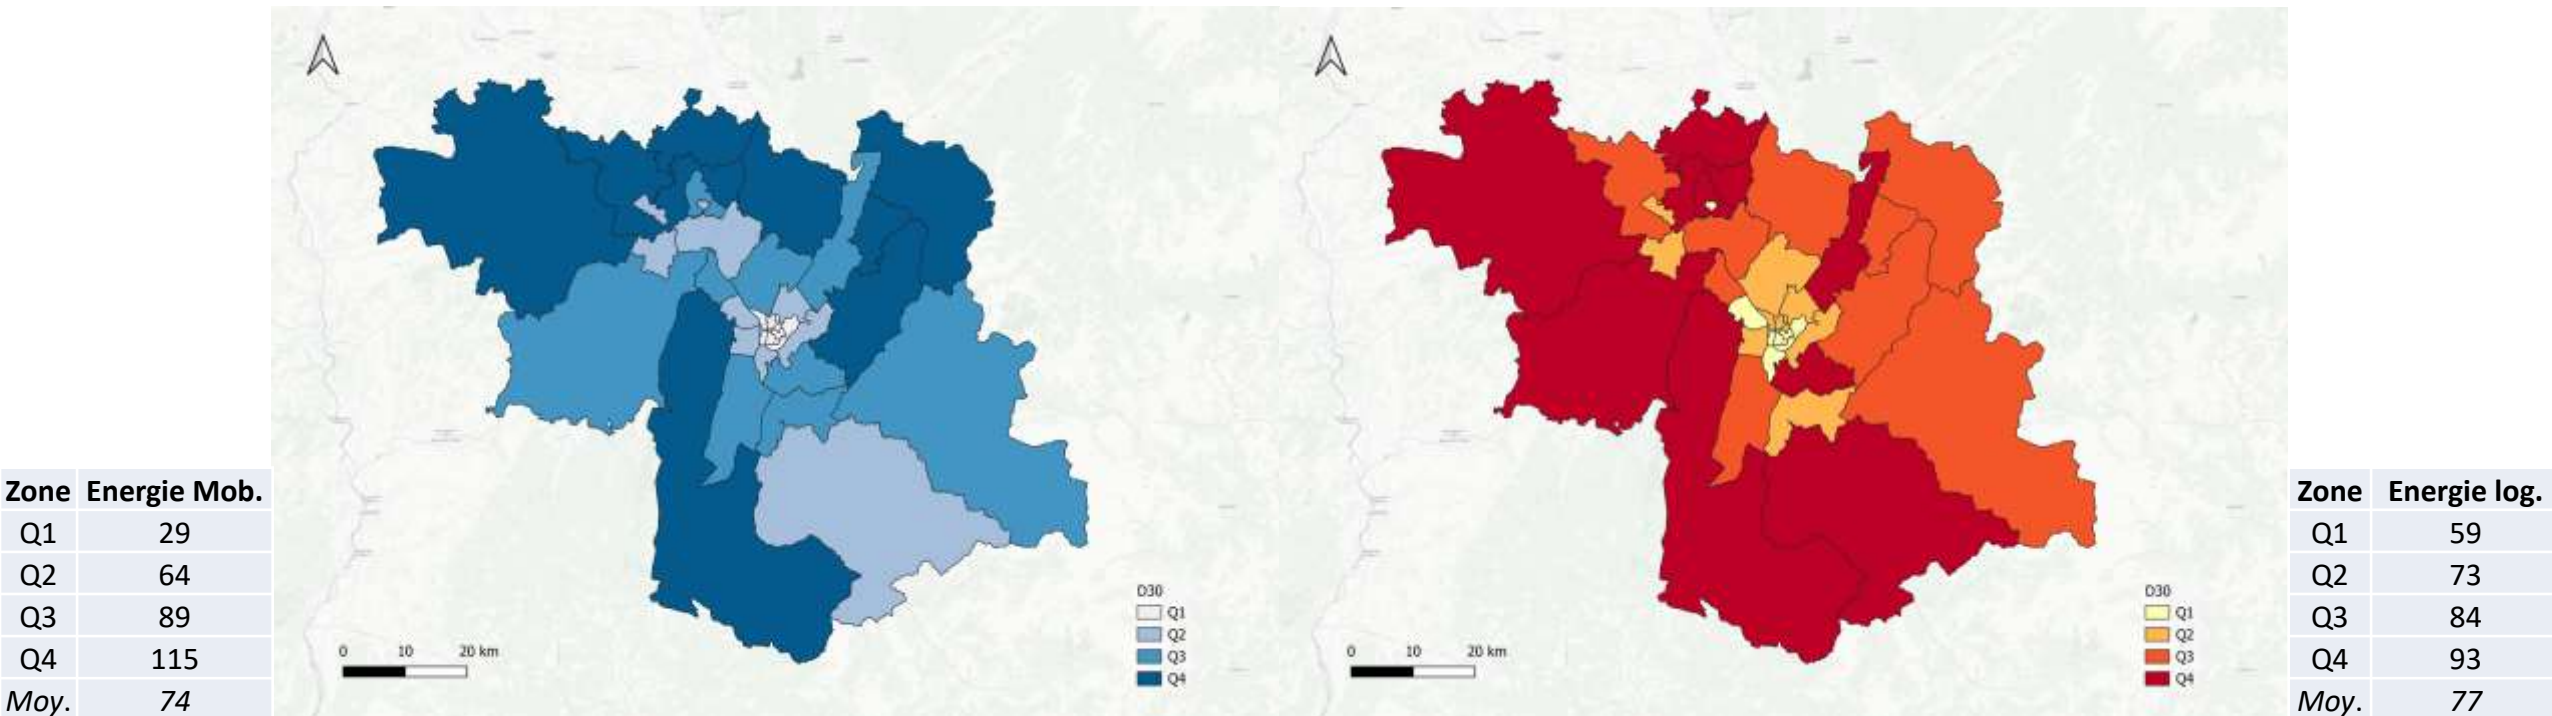 Zone Energie Mob.
Q1 29
Q2 64
Q3 89
Q4 115
Moy. 74
0 10 20 km
D30
Q1
Q2
Q3
Q4
0 10 20 km
D30
Q1
Q2
Q3
Q4
Zone Energie log.
Q1 59
Q2 73
Q3 84
Q4 93
Moy. 77